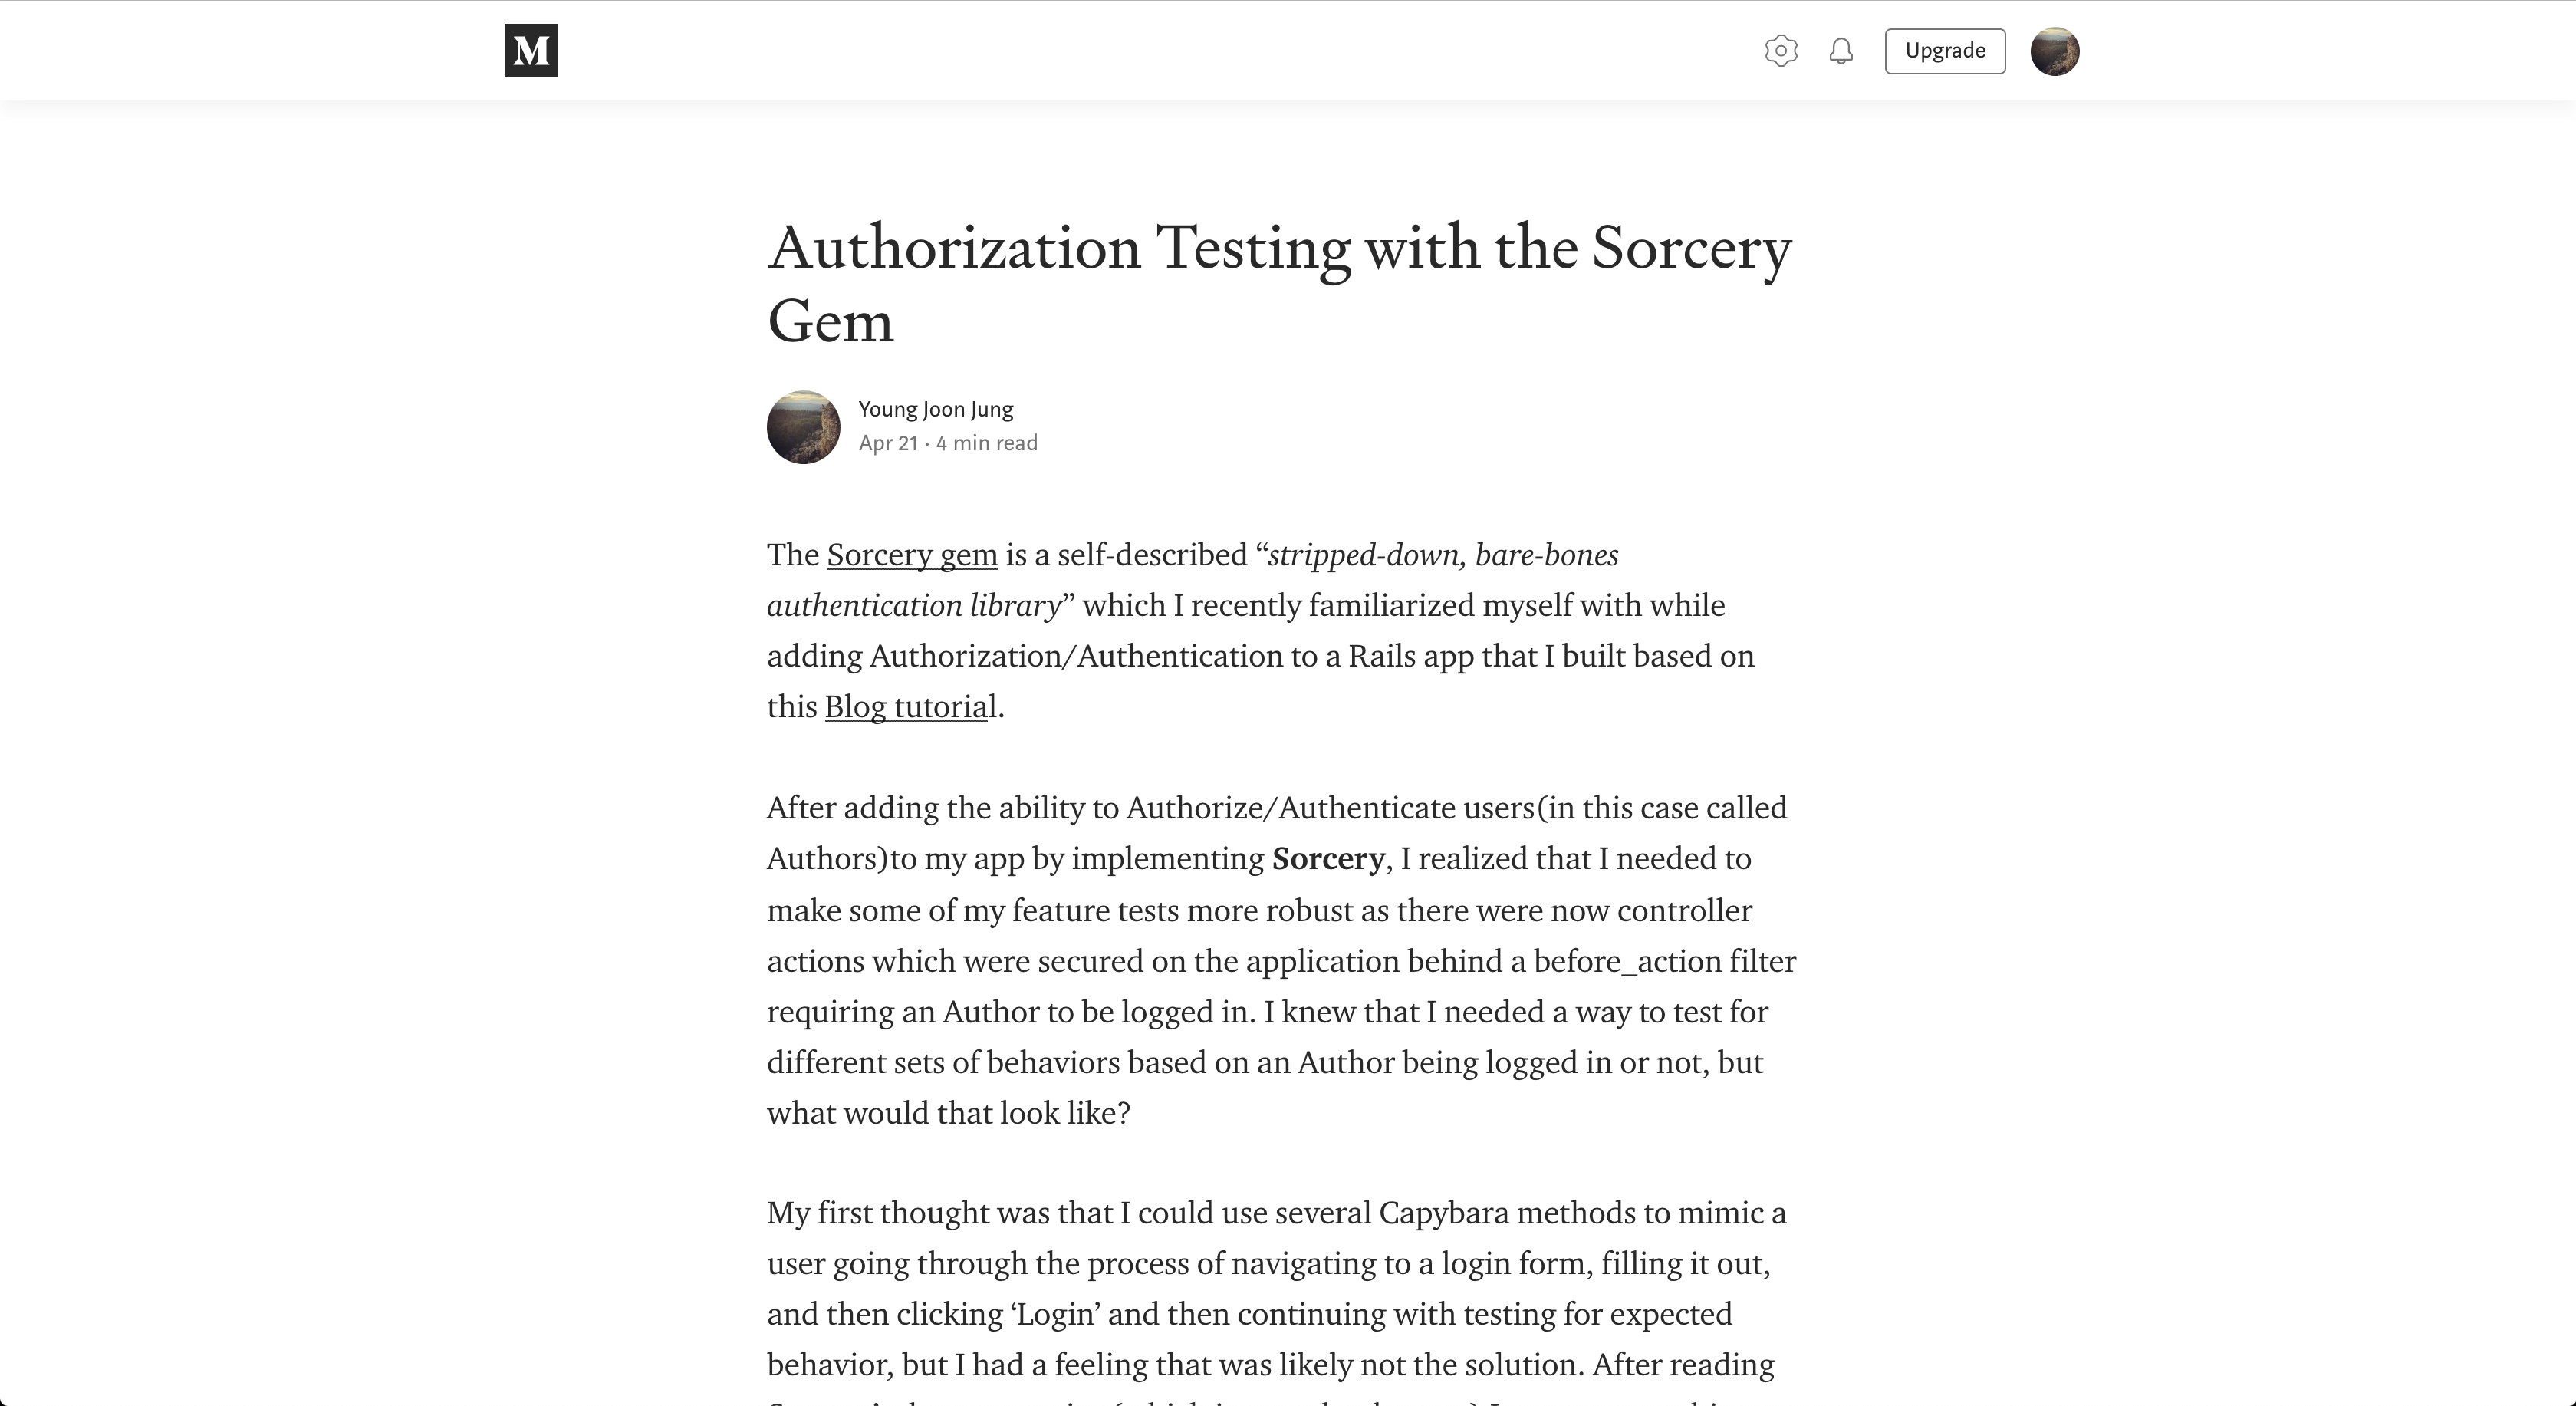 M
Upgrade
Authorization Testing with the Sorcery
Gem
Young Joon Jung
Apr 21 · 4 min read
The Sorcery gem is a self-described “stripped-down, bare-bones
authentication library” which I recently familiarized myself with while
adding Authorization/Authentication to a Rails app that I built based on
this Blog tutorial.
After adding the ability to Authorize/Authenticate users(in this case called
Authors)to my app by implementing Sorcery, I realized that I needed to
make some of my feature tests more robust as there were now controller
actions which were secured on the application behind a before_action filter
requiring an Author to be logged in. I knew that I needed a way to test for
different sets of behaviors based on an Author being logged in or not, but
what would that look like?
My first thought was that I could use several Capybara methods to mimic a
user going through the process of navigating to a login form, filling it out,
and then clicking ‘Login’ and then continuing with testing for expected
behavior, but I had a feeling that was likely not the solution. After reading